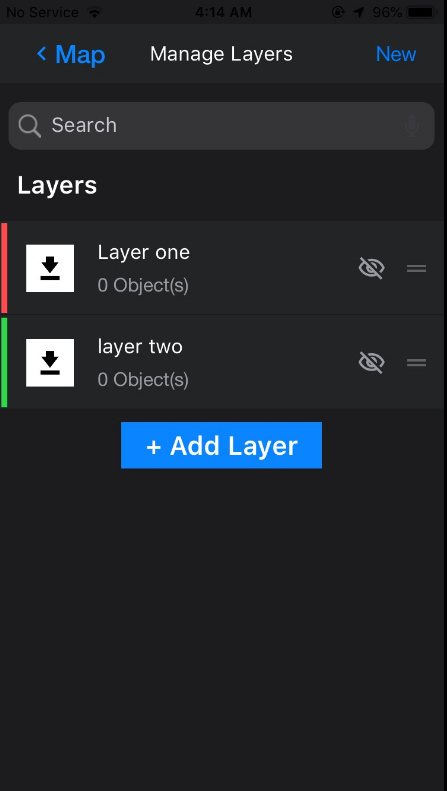 No Service 4:14 AM 96%
Map Manage Layers New
Search
Layers
Layer one
0 Object(s)
layer two
0 Object(s)
+ Add Layer